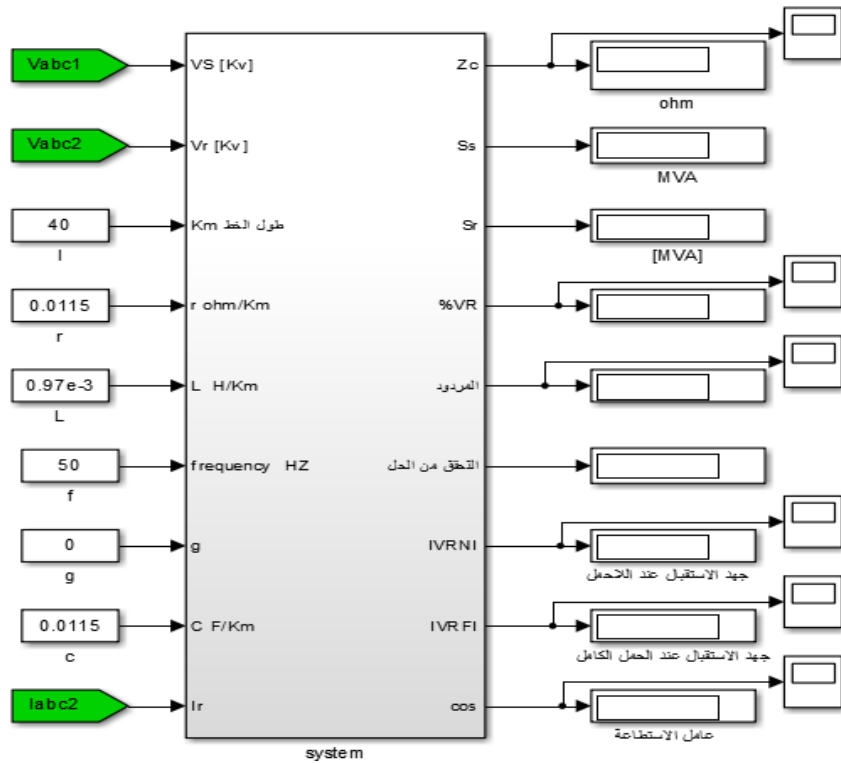 Vabc1
VS [Kv]
Zc
ohm
Vabc2
Vr [Kv]
Ss
MVA
40
طول الخط Km
Sr
l
[MVA]
0.0115
r ohm/Km
%VR
r
0.97e-3
L H/Km
المردود
L
50
frequency HZ
التحقق من الحل
f
0
g
IVRNI
g
جهد الاستقبال عند اللاحمل
0.0115
C F/Km
IVRFI
c
جهد الاستقبال عند الحمل الكامل
Iabc2
Ir
cos
عامل الاستطاعة
system